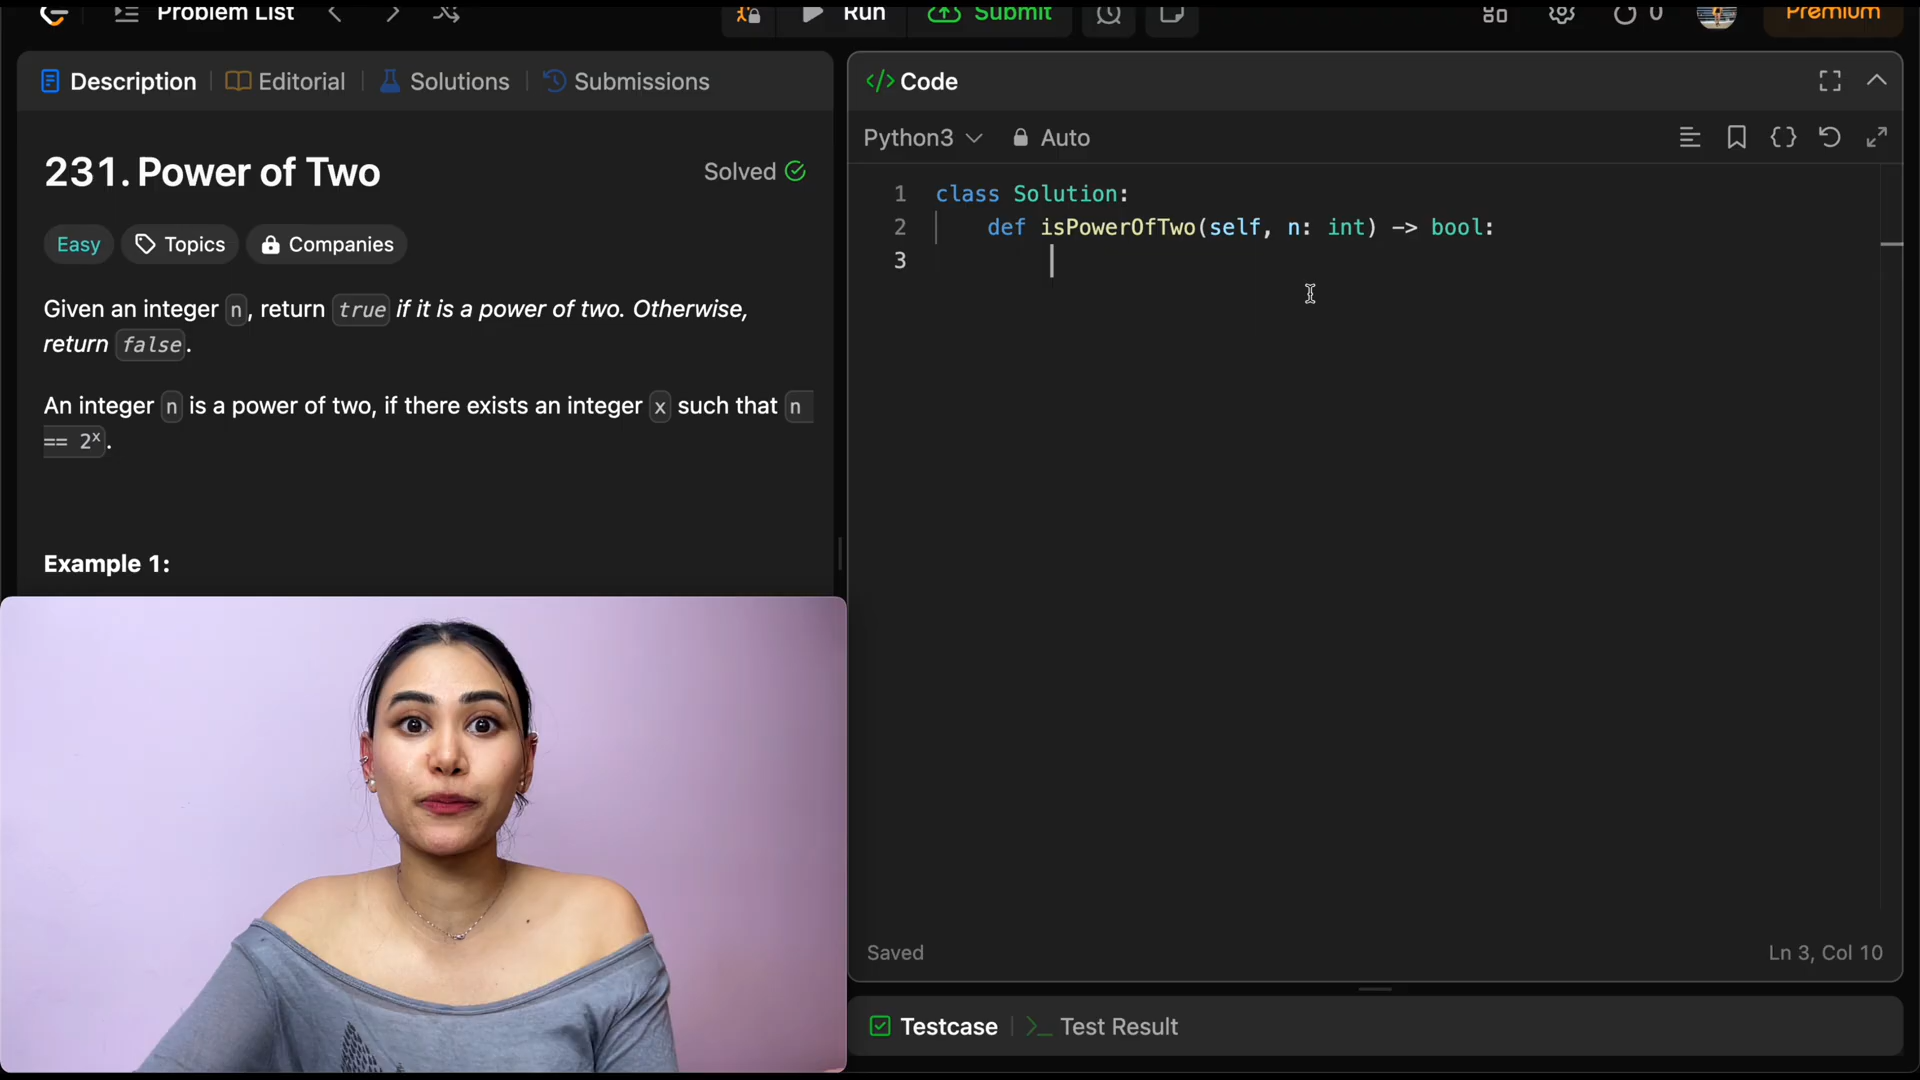 Problem List
Run
Submit
0
Premium
Description
Editorial
Solutions
Submissions
Code
Python3
Auto
231. Power of Two
Solved
Easy
Topics
Companies
Given an integer n, return true if it is a power of two. Otherwise,
return false.
An integer n is a power of two, if there exists an integer x such that n
== 2ˣ.
Example 1:
1 class Solution:
2 def isPowerOfTwo(self, n: int) -> bool:
3
Saved
Ln 3, Col 10
Testcase
>_ Test Result